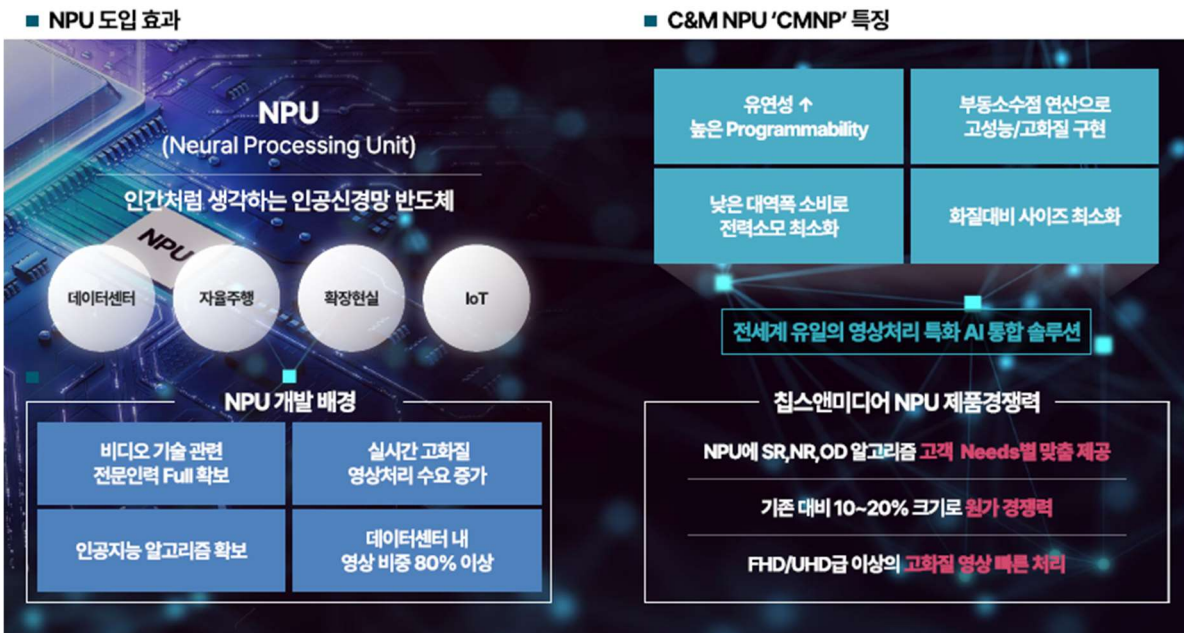 NPU 도입 효과
NPU
(Neural Processing Unit)
인간처럼 생각하는 인공신경망 반도체
NPU
데이터센터
자율주행
확장현실
IoT
NPU 개발 배경
비디오 기술 관련
전문인력 Full 확보
실시간 고화질
영상처리 수요 증가
인공지능 알고리즘 확보
데이터센터 내
영상 비중 80% 이상
C&M NPU ‘CMNP’ 특징
유연성 ↑
높은 Programmability
부동소수점 연산으로
고성능/고화질 구현
낮은 대역폭 소비로
전력소모 최소화
화질대비 사이즈 최소화
전세계 유일의 영상처리 특화 AI 통합 솔루션
칩스앤미디어 NPU 제품경쟁력
NPU에 SR,NR,OD 알고리즘 고객 Needs별 맞춤 제공
기존 대비 10~20% 크기로 원가 경쟁력
FHD/UHD급 이상의 고화질 영상 빠른 처리